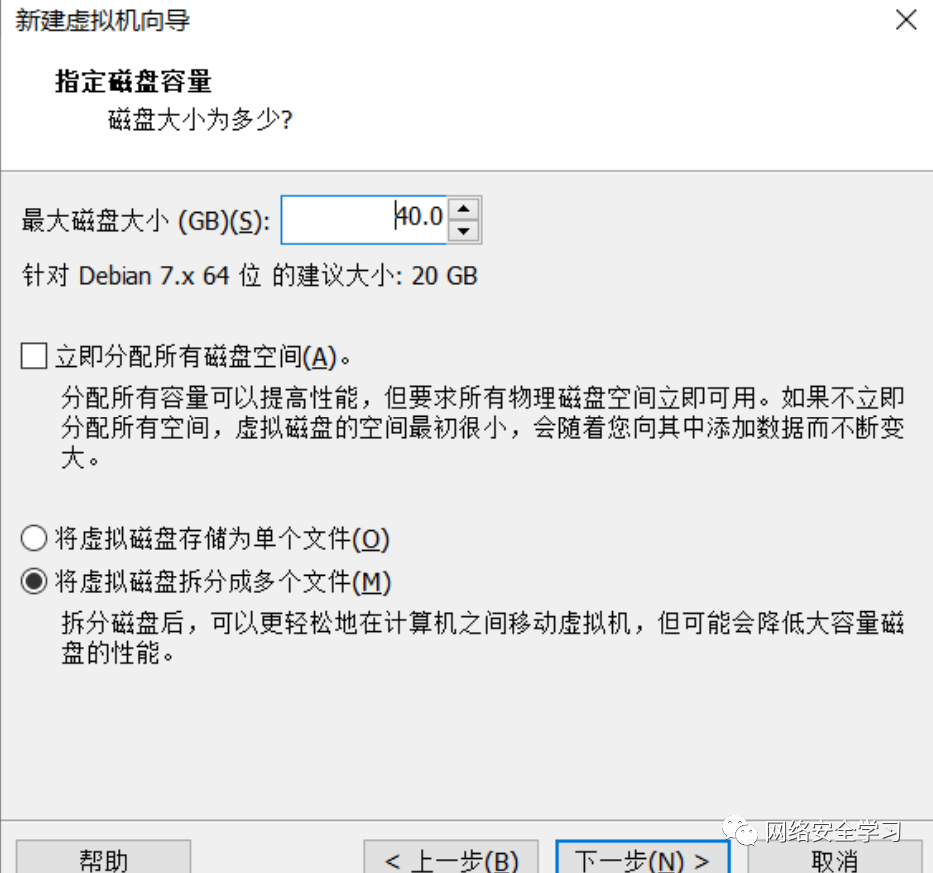 新建虚拟机向导
指定磁盘容量
磁盘大小为多少?
最大磁盘大小 (GB)(S): 40.0
针对 Debian 7.x 64 位 的建议大小: 20 GB
立即分配所有磁盘空间(A)。
分配所有容量可以提高性能，但要求所有物理磁盘空间立即可用。如果不立即
分配所有空间，虚拟磁盘的空间最初很小，会随着您向其中添加数据而不断变
大。
将虚拟磁盘存储为单个文件(O)
将虚拟磁盘拆分成多个文件(M)
拆分磁盘后，可以更轻松地在计算机之间移动虚拟机，但可能会降低大容量磁
盘的性能。
网络安全学习
帮助 < 上一步(B) 下一步(N) > 取消